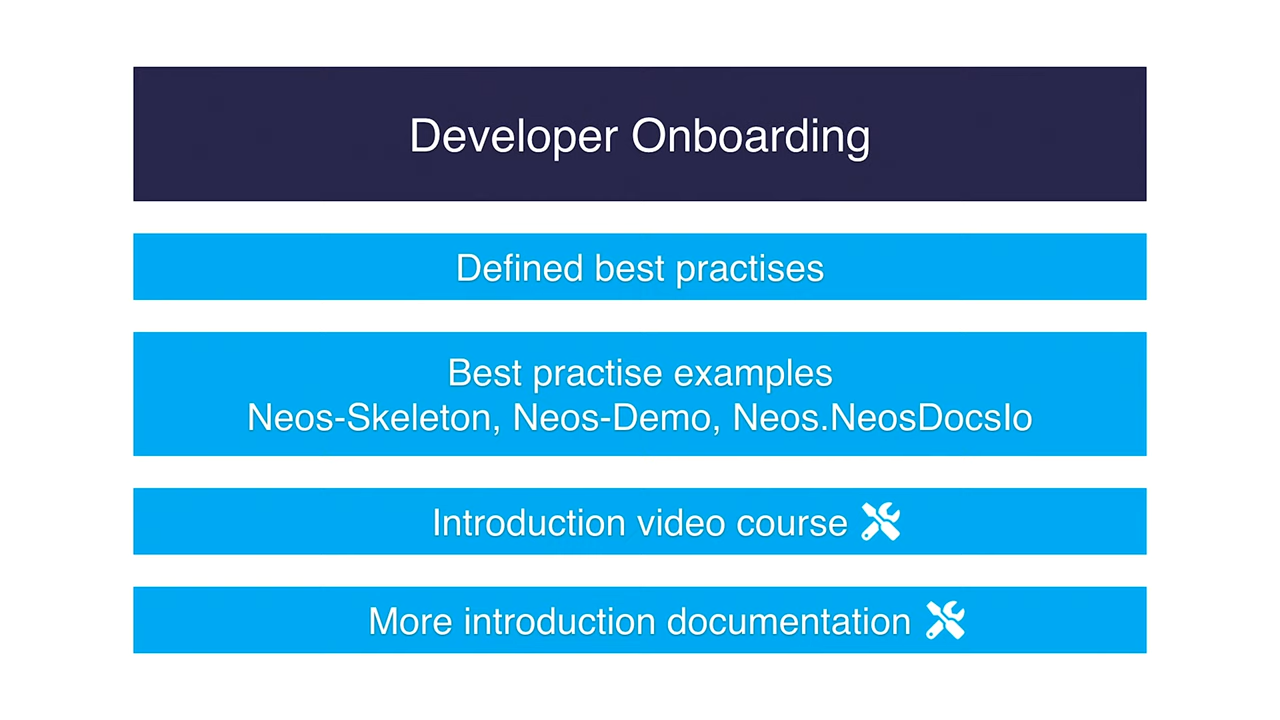 Developer Onboarding
Defined best practises
Best practise examples
Neos-Skeleton, Neos-Demo, Neos.NeosDocsIo
Introduction video course
More introduction documentation